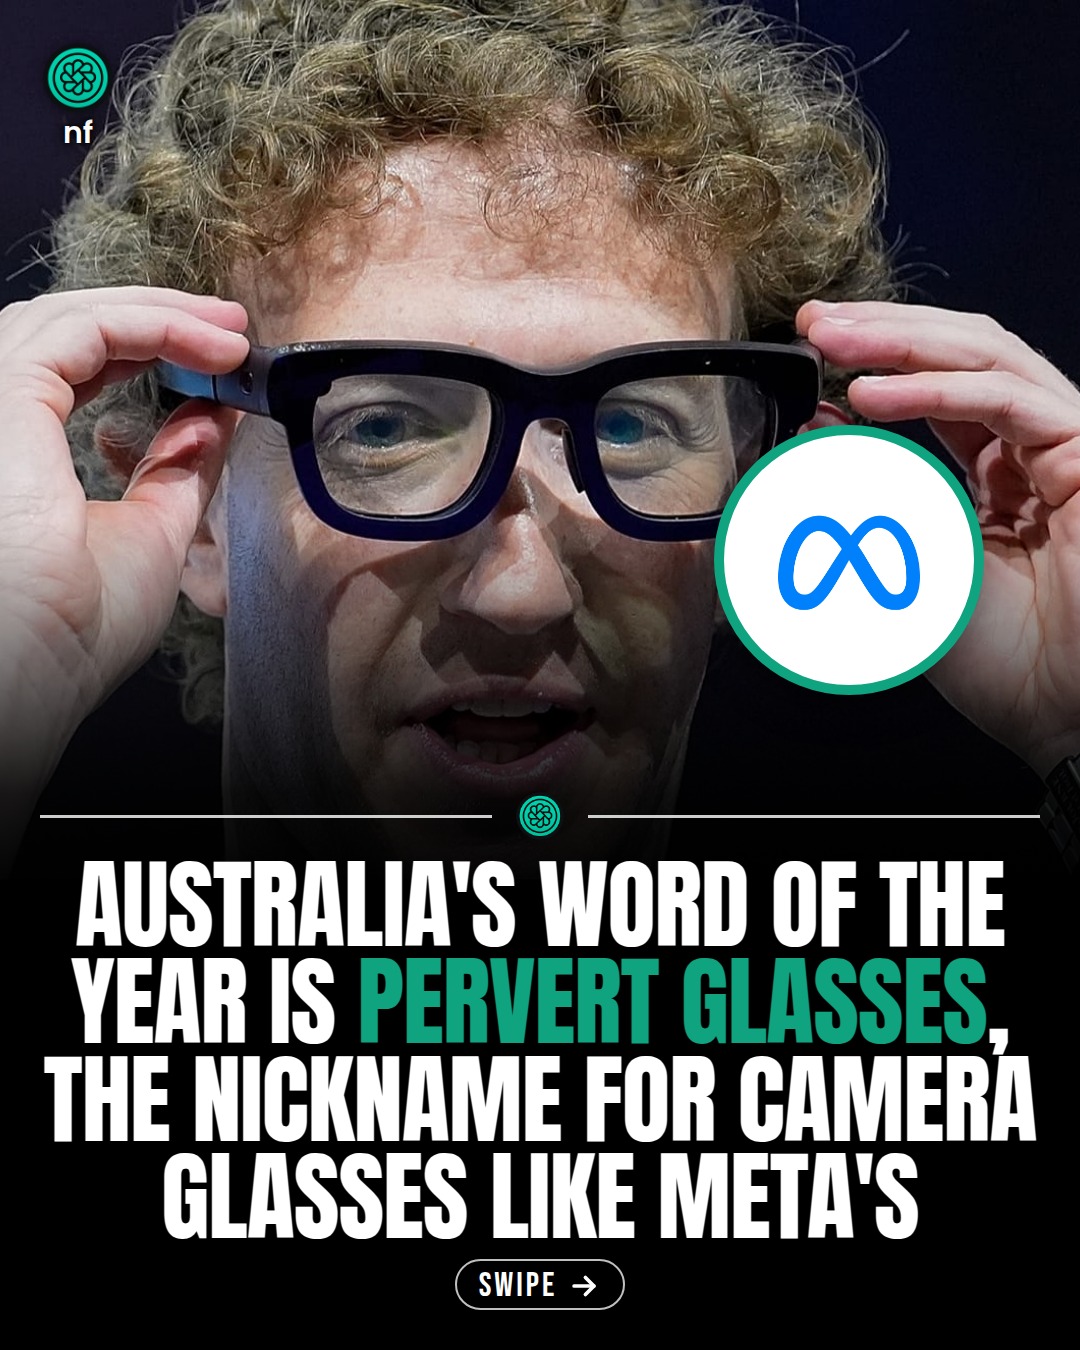 nf
AUSTRALIA'S WORD OF THE
YEAR IS PERVERT GLASSES,
THE NICKNAME FOR CAMERA
GLASSES LIKE META'S
SWIPE →